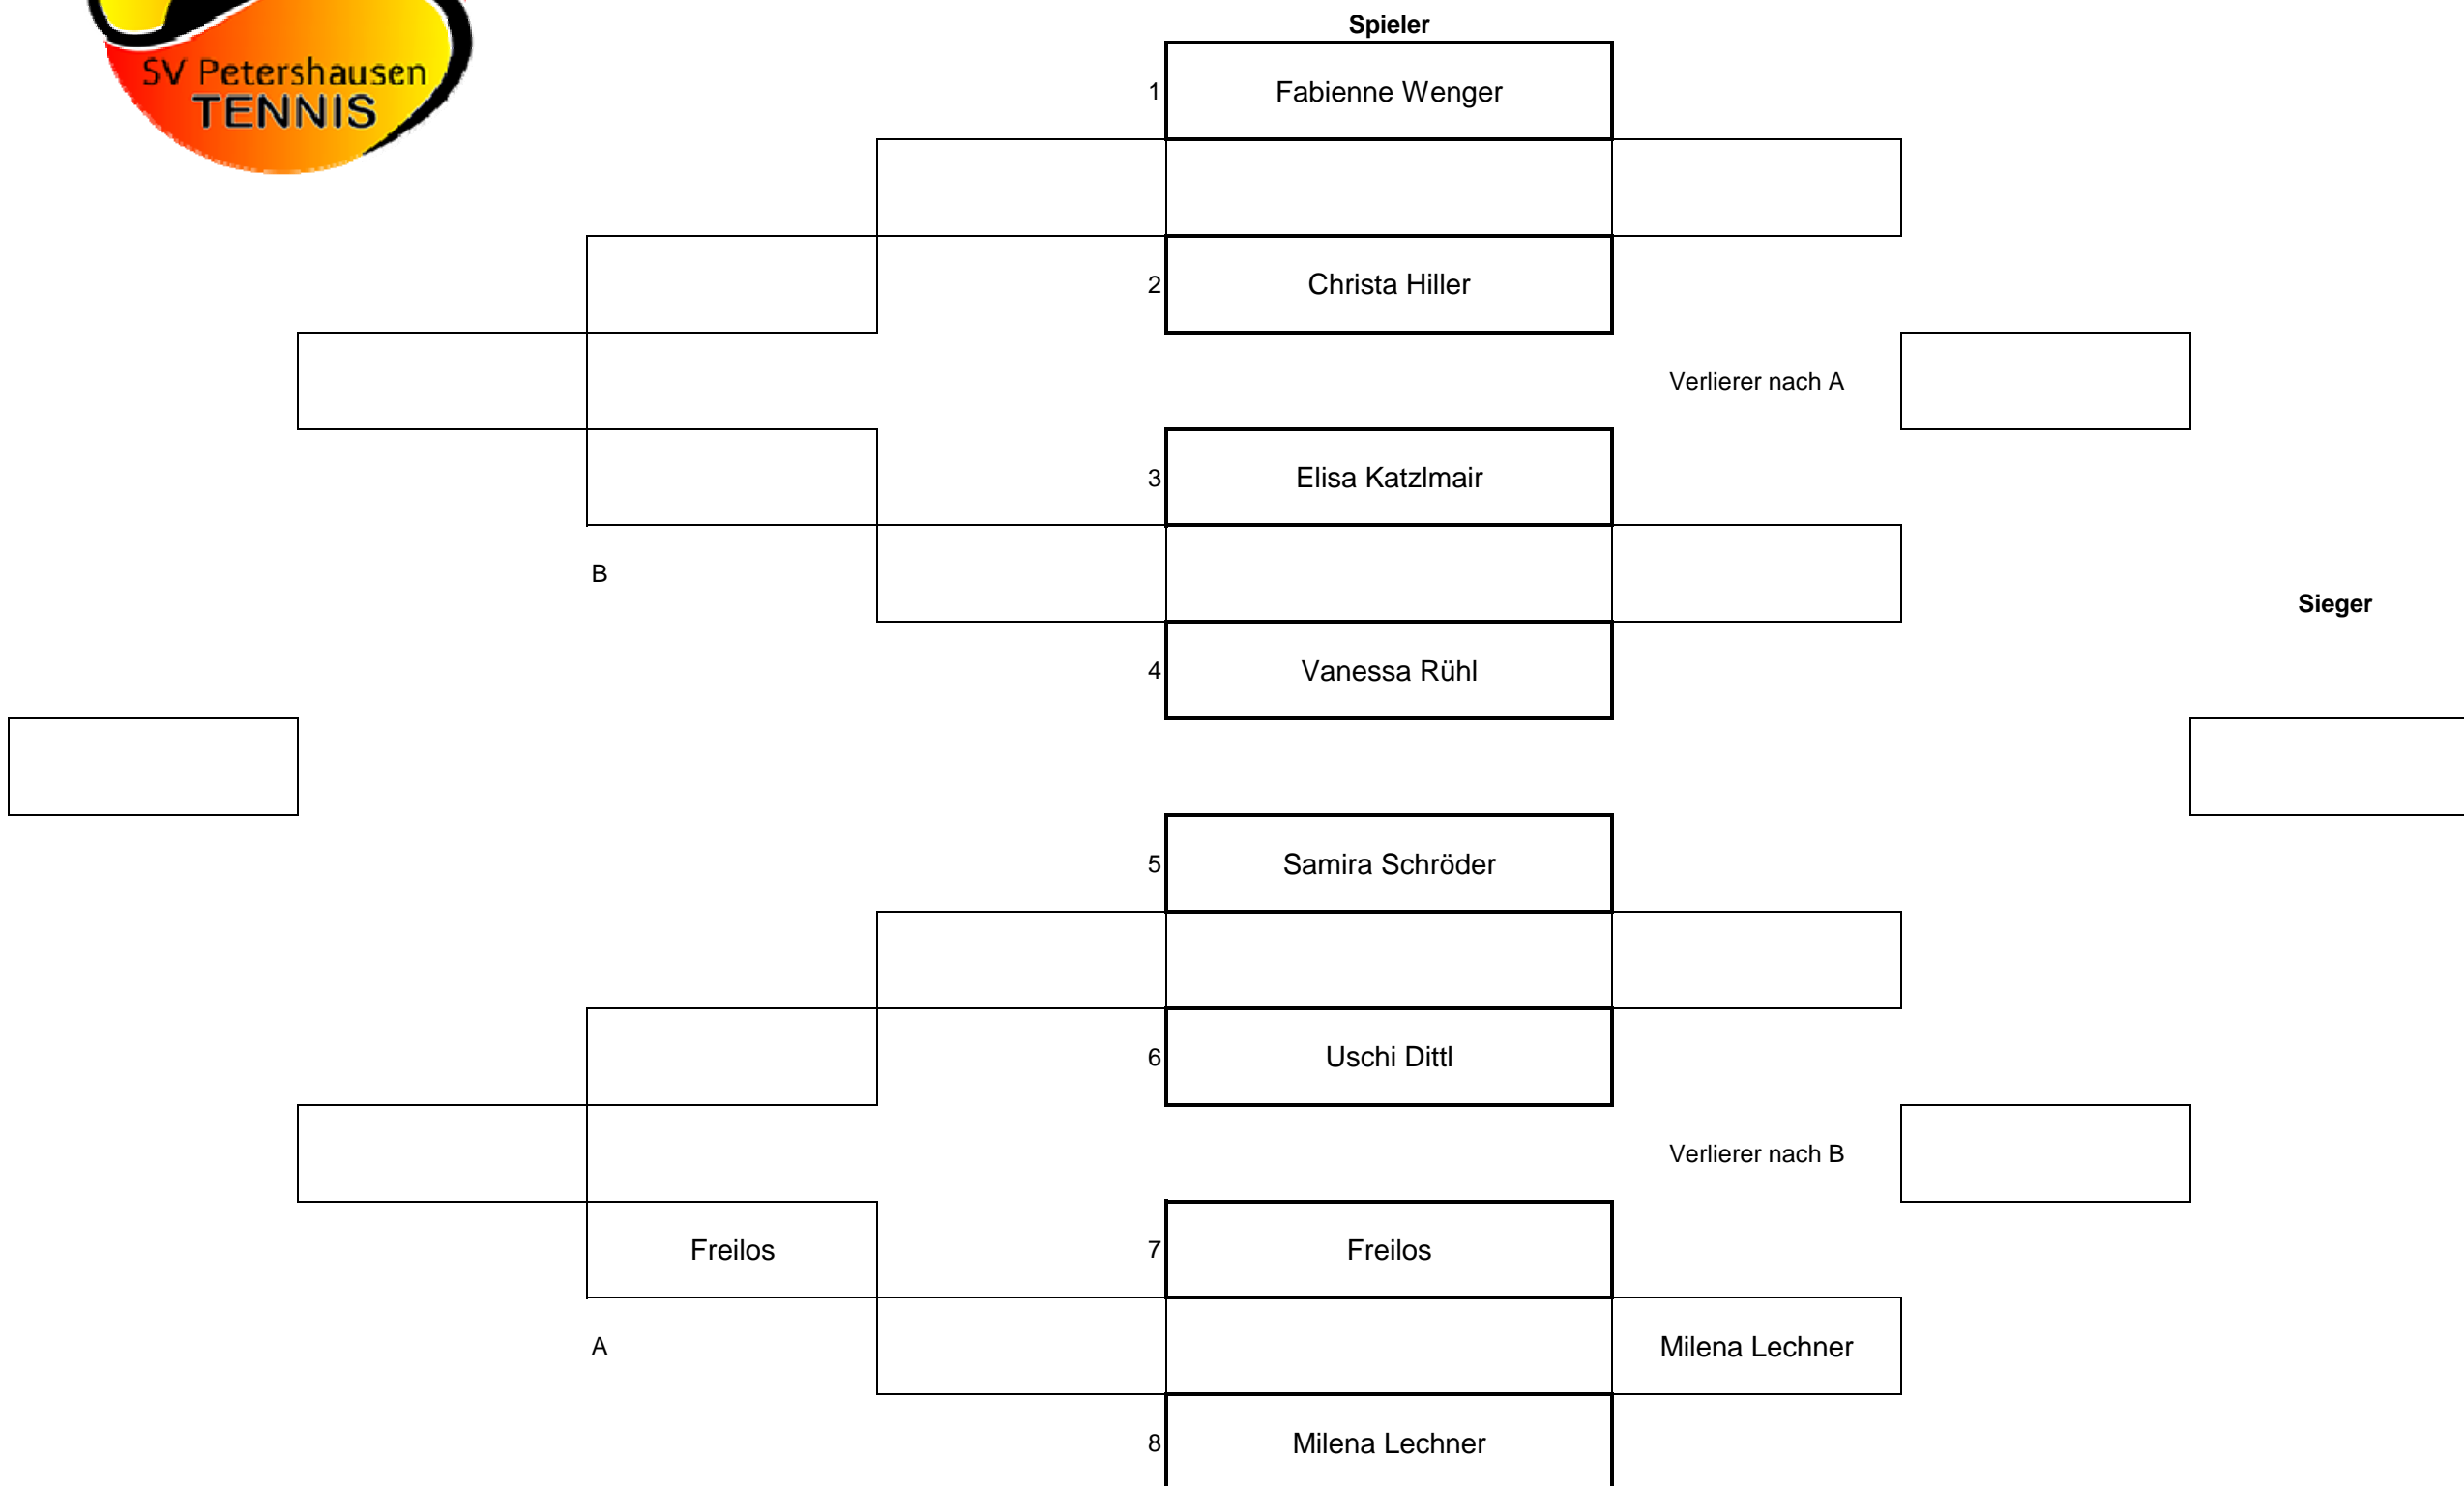 SV Petershausen
TENNIS
Spieler
1 Fabienne Wenger
2 Christa Hiller
Verlierer nach A
3 Elisa Katzlmair
B
Sieger
4 Vanessa Rühl
5 Samira Schröder
6 Uschi Dittl
Verlierer nach B
Freilos 7 Freilos
A Milena Lechner
8 Milena Lechner